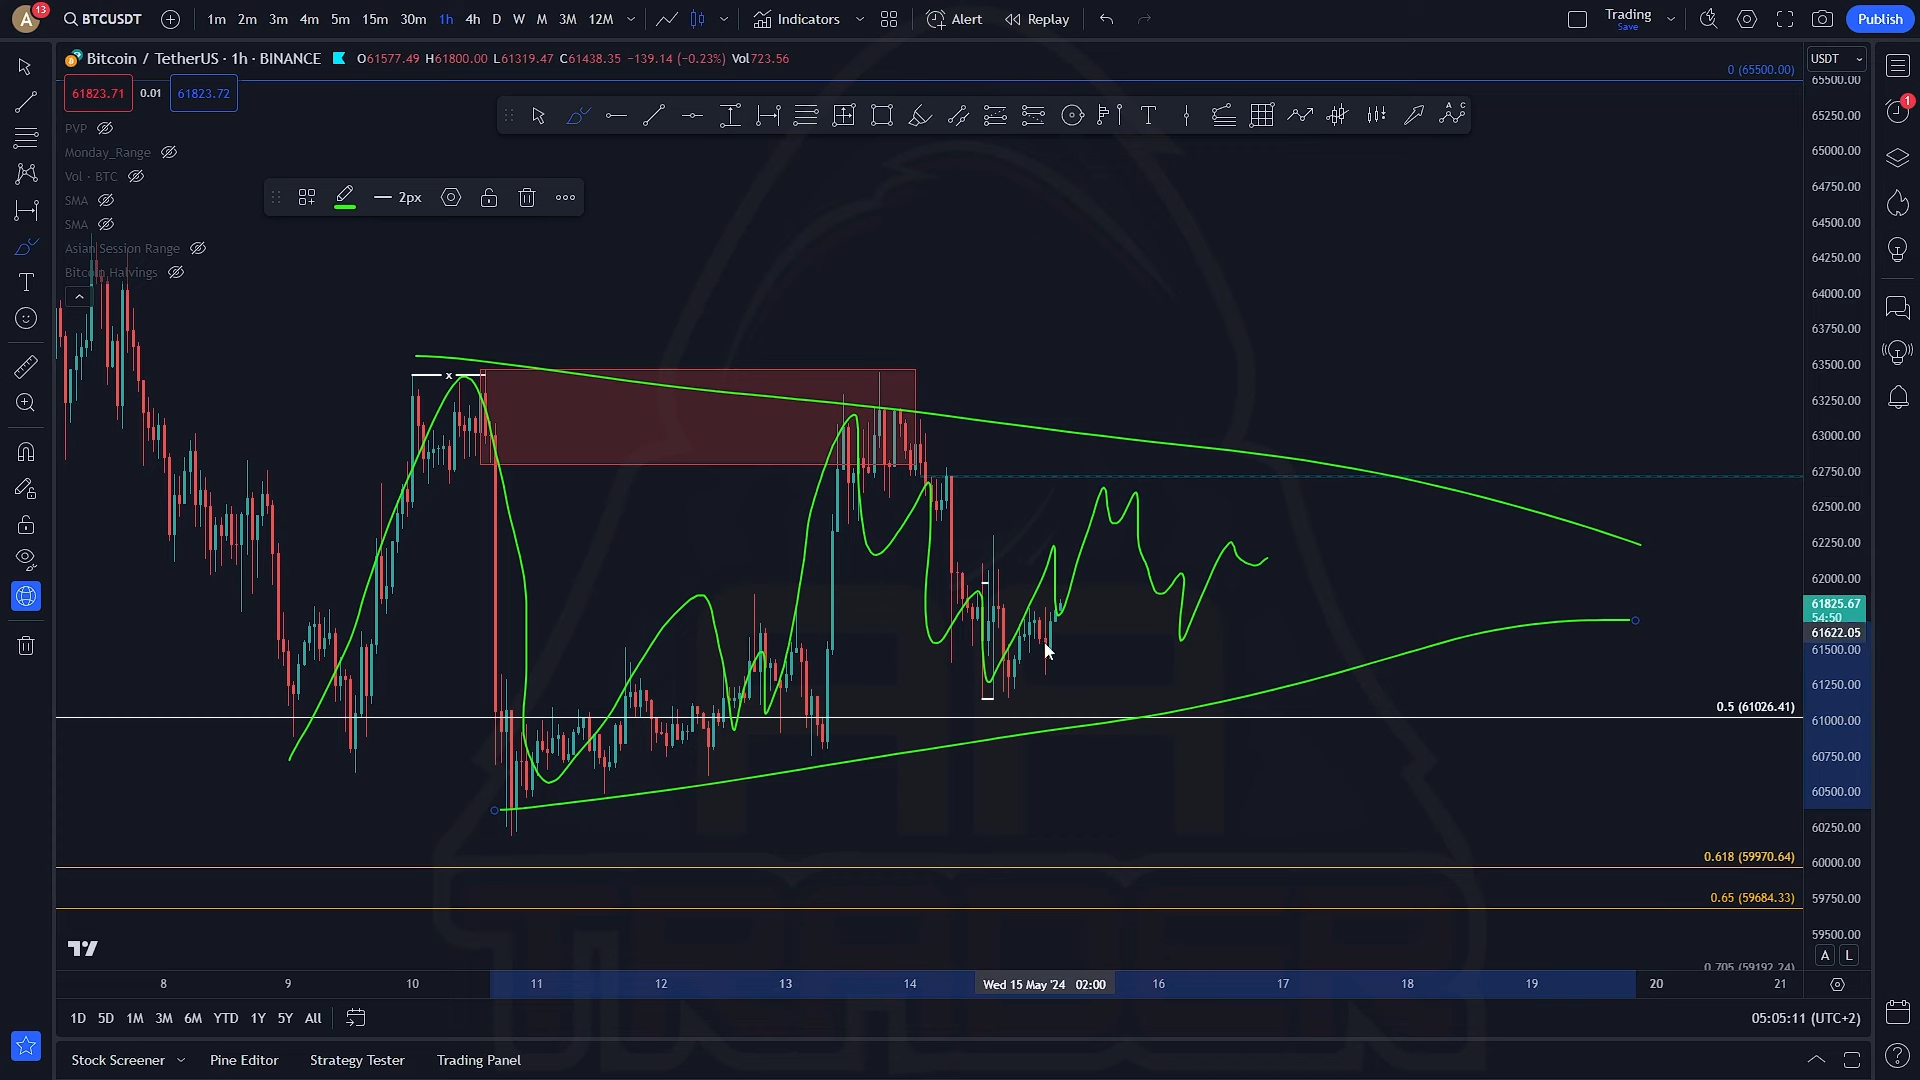 A 13 BTCUSDT 1m 2m 3m 4m 5m 15m 30m 1h 4h D W M 3M 12M Indicators Alert Replay Trading Save Publish
Bitcoin / TetherUS · 1h · BINANCE O61577.49 H61800.00 L61319.47 C61438.35 −139.14 (−0.23%) Vol723.56 USDT
0 (65500.00) 65500.00
61823.71 0.01 61823.72
1
65250.00
PVP
Monday_Range
65000.00
Vol · BTC
64750.00
2px
SMA
SMA
64500.00
Asian Session Range
64250.00
Bitcoin Halvings
64000.00
63750.00
63500.00
x
63250.00
63000.00
62750.00
62500.00
62250.00
62000.00
61825.67
54:50
61622.05
61500.00
61250.00
0.5 (61026.41)
61000.00
60750.00
60500.00
60250.00
0.618 (59970.64) 60000.00
0.65 (59684.33) 59750.00
59500.00
A L
0.705 (59192.24)
8 9 10 11 12 13 14 Wed 15 May '24 02:00 16 17 18 19 20 21
1D 5D 1M 3M 6M YTD 1Y 5Y All 05:05:11 (UTC+2)
Stock Screener Pine Editor Strategy Tester Trading Panel
TRADER